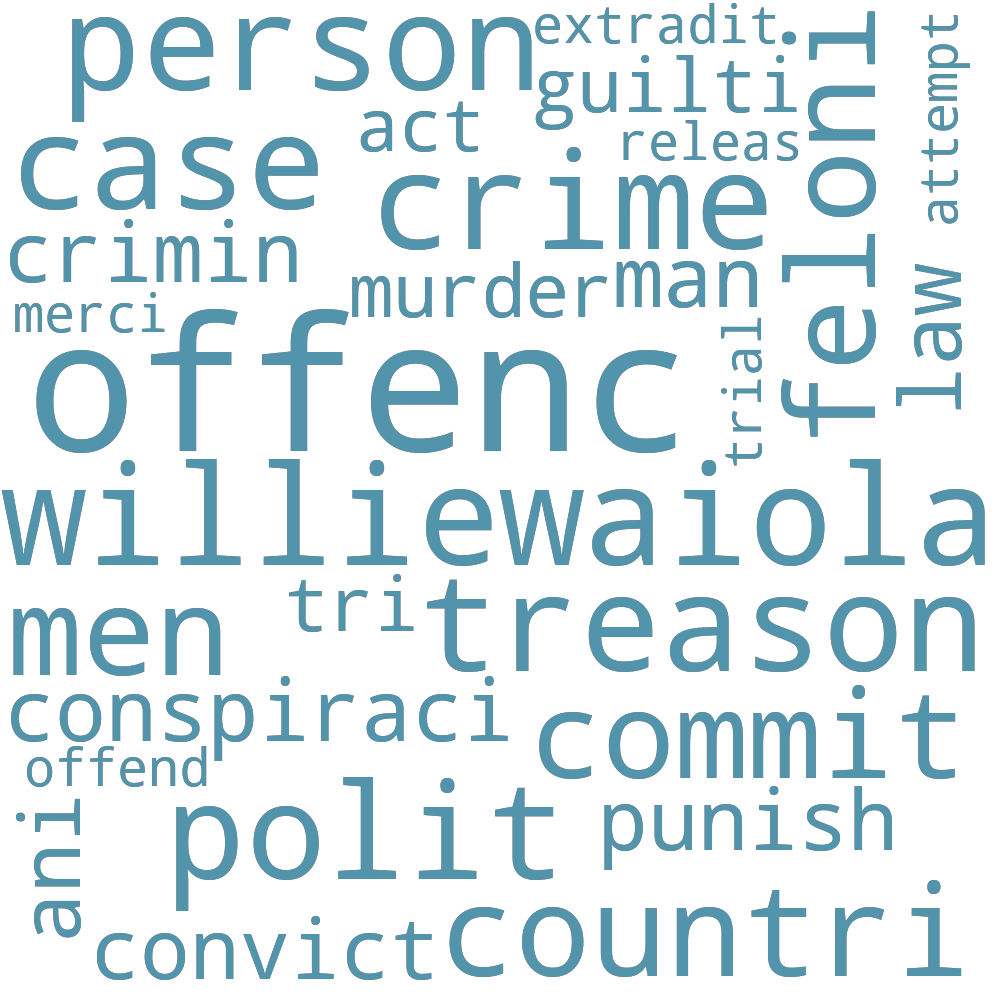 person
extradit
guilti
act
releas
case
crime
feloni
attempt
crimin
murder
man
law
merci
trial
offenc
williewaiola
men
tri
treason
conspiraci
commit
offend
polit
punish
ani
convict
countri